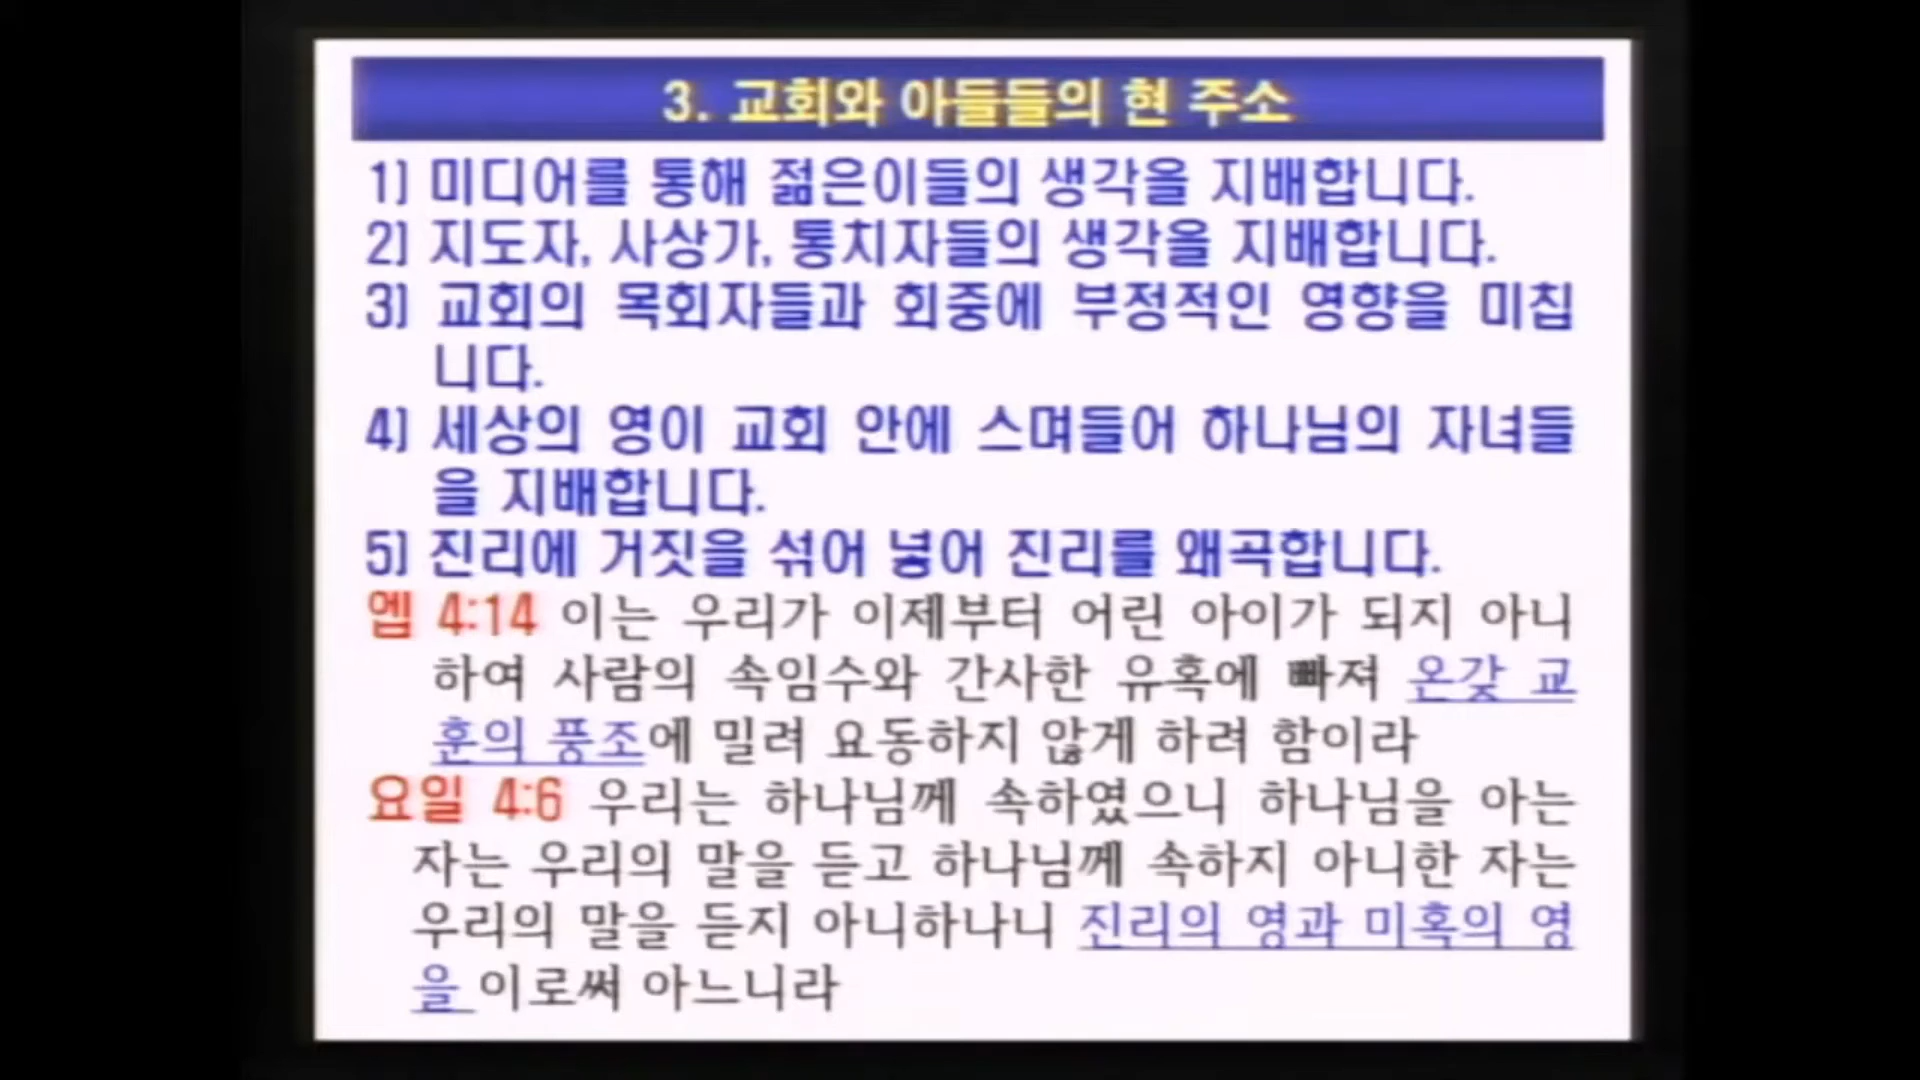 3. 교회와 아들들의 현 주소
1) 미디어를 통해 젊은이들의 생각을 지배합니다.
2) 지도자, 사상가, 통치자들의 생각을 지배합니다.
3) 교회의 목회자들과 회중에 부정적인 영향을 미칩
니다.
4) 세상의 영이 교회 안에 스며들어 하나님의 자녀들
을 지배합니다.
5) 진리에 거짓을 섞어 넣어 진리를 왜곡합니다.
엡 4:14 이는 우리가 이제부터 어린 아이가 되지 아니
하여 사람의 속임수와 간사한 유혹에 빠져 온갖 교
훈의 풍조에 밀려 요동하지 않게 하려 함이라
요일 4:6 우리는 하나님께 속하였으니 하나님을 아는
자는 우리의 말을 듣고 하나님께 속하지 아니한 자는
우리의 말을 듣지 아니하나니 진리의 영과 미혹의 영
을 이로써 아느니라